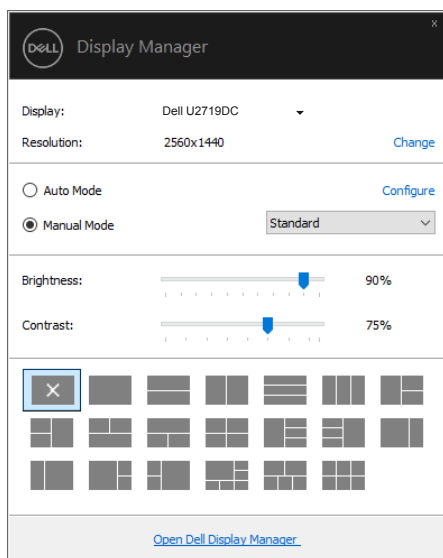 x
DELL Display Manager
Display: Dell U2719DC
Resolution: 2560x1440 Change
Auto Mode Configure
Manual Mode Standard
Brightness: 90%
Contrast: 75%
Open Dell Display Manager